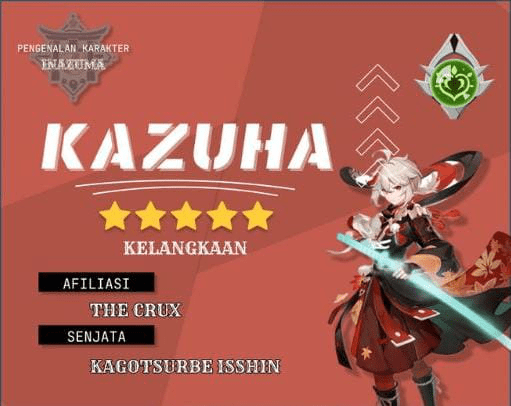 PENGENALAN KARAKTER
INAZUMA
KAZUHA
KELANGKAAN
AFILIASI
THE CRUX
SENJATA
KAGOTSURBE ISSHIN